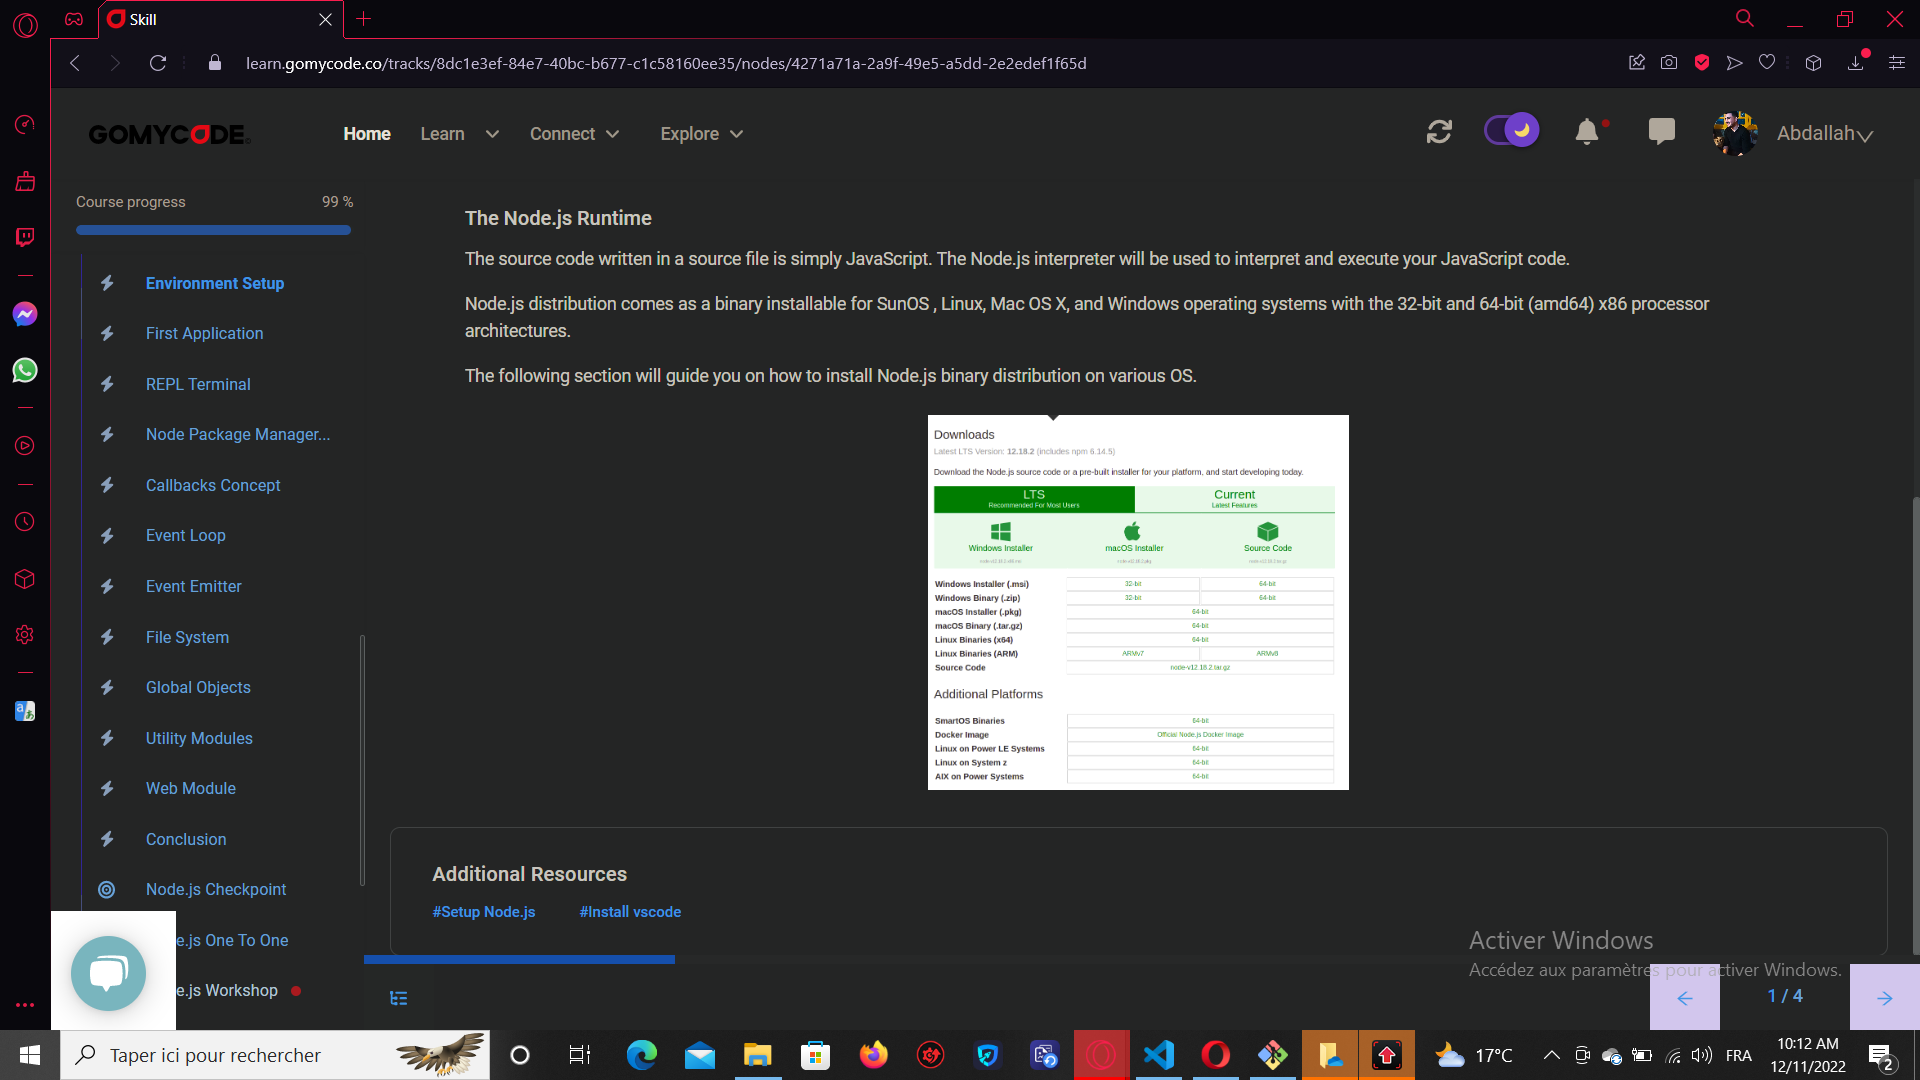 Skill
learn.gomycode.co/tracks/8dc1e3ef-84e7-40bc-b677-c1c58160ee35/nodes/4271a71a-2a9f-49e5-a5dd-2e2edef1f65d
GOMYCODE
Home
Learn
Connect
Explore
Abdallah
Course progress
99 %
Environment Setup
First Application
REPL Terminal
Node Package Manager...
Callbacks Concept
Event Loop
Event Emitter
File System
Global Objects
Utility Modules
Web Module
Conclusion
Node.js Checkpoint
e.js One To One
e.js Workshop
The Node.js Runtime
The source code written in a source file is simply JavaScript. The Node.js interpreter will be used to interpret and execute your JavaScript code.
Node.js distribution comes as a binary installable for SunOS , Linux, Mac OS X, and Windows operating systems with the 32-bit and 64-bit (amd64) x86 processor
architectures.
The following section will guide you on how to install Node.js binary distribution on various OS.
Downloads
Latest LTS Version: 12.18.2 (includes npm 6.14.5)
Download the Node.js source code or a pre-built installer for your platform, and start developing today.
LTS
Recommended For Most Users
Current
Latest Features
Windows Installer
macOS Installer
Source Code
Windows Installer (.msi) 32-bit 64-bit
Windows Binary (.zip) 32-bit 64-bit
macOS Installer (.pkg) 64-bit
macOS Binary (.tar.gz) 64-bit
Linux Binaries (x64) 64-bit
Linux Binaries (ARM) ARMv7 ARMv8
Source Code node-v12.18.2.tar.gz
Additional Platforms
SmartOS Binaries 64-bit
Docker Image Official Node.js Docker Image
Linux on Power LE Systems 64-bit
Linux on System z 64-bit
AIX on Power Systems 64-bit
Additional Resources
#Setup Node.js
#Install vscode
Activer Windows
Accédez aux paramètres pour activer Windows.
1 / 4
Taper ici pour rechercher
17°C
FRA
10:12 AM
12/11/2022
2